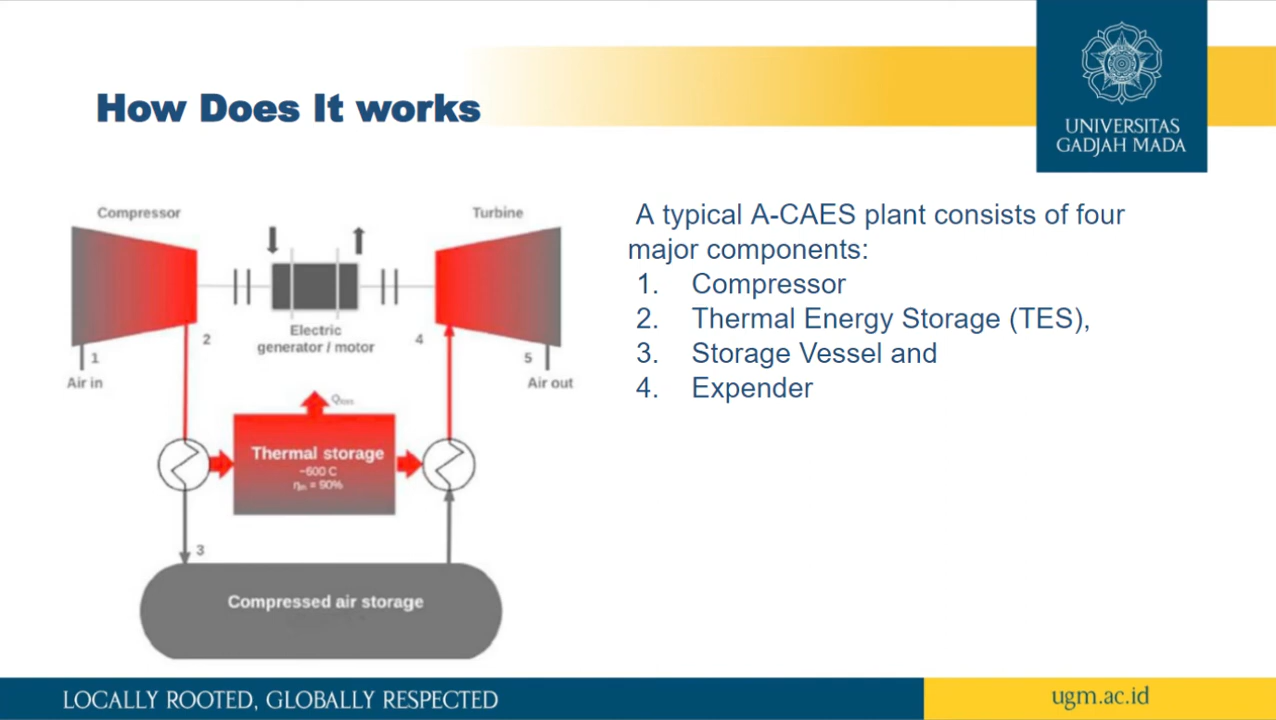 How Does It works
UNIVERSITAS
GADJAH MADA
Compressor
Turbine
Electric
generator / motor
1
2
4
5
Air in
Air out
Qloss
Thermal storage
~600 C
= 90%
3
Compressed air storage
A typical A-CAES plant consists of four
major components:
1. Compressor
2. Thermal Energy Storage (TES),
3. Storage Vessel and
4. Expender
LOCALLY ROOTED, GLOBALLY RESPECTED
ugm.ac.id